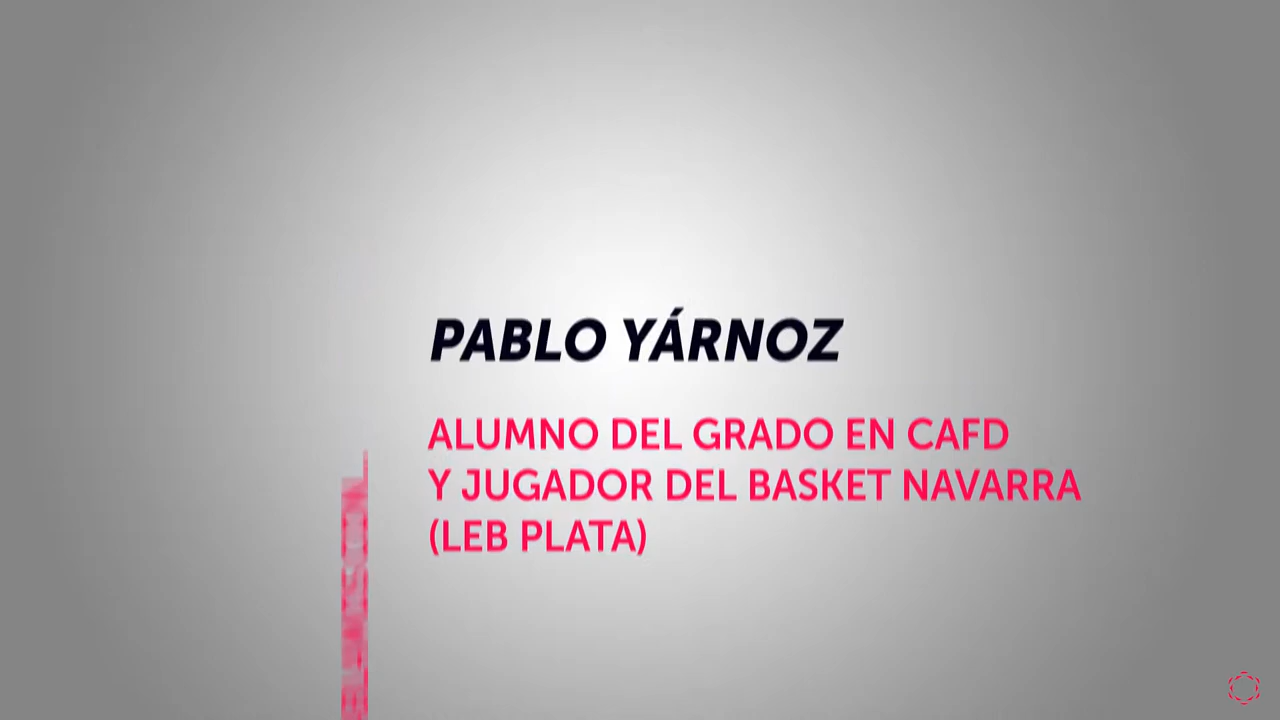 PABLO YÁRNOZ
ALUMNO DEL GRADO EN CAFD
Y JUGADOR DEL BASKET NAVARRA
(LEB PLATA)